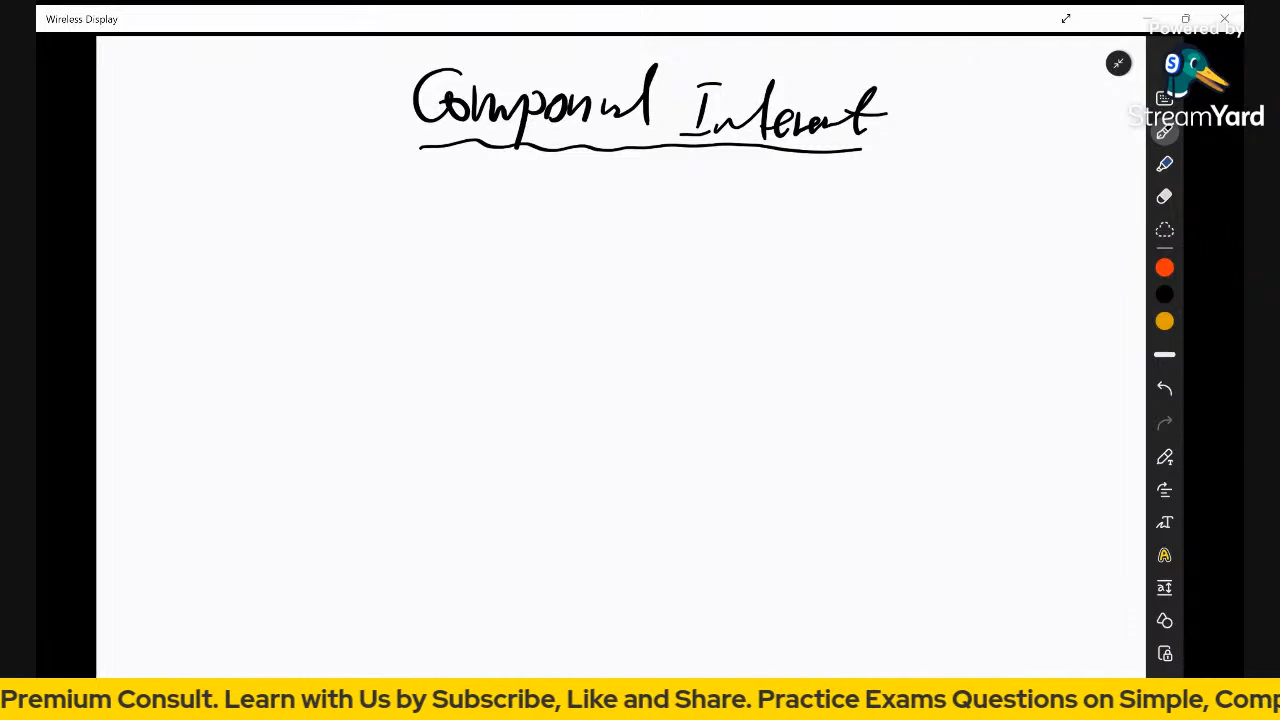 Wireless Display
Powered by
StreamYard
Compound Interest
Premium Consult. Learn with Us by Subscribe, Like and Share. Practice Exams Questions on Simple, Comp